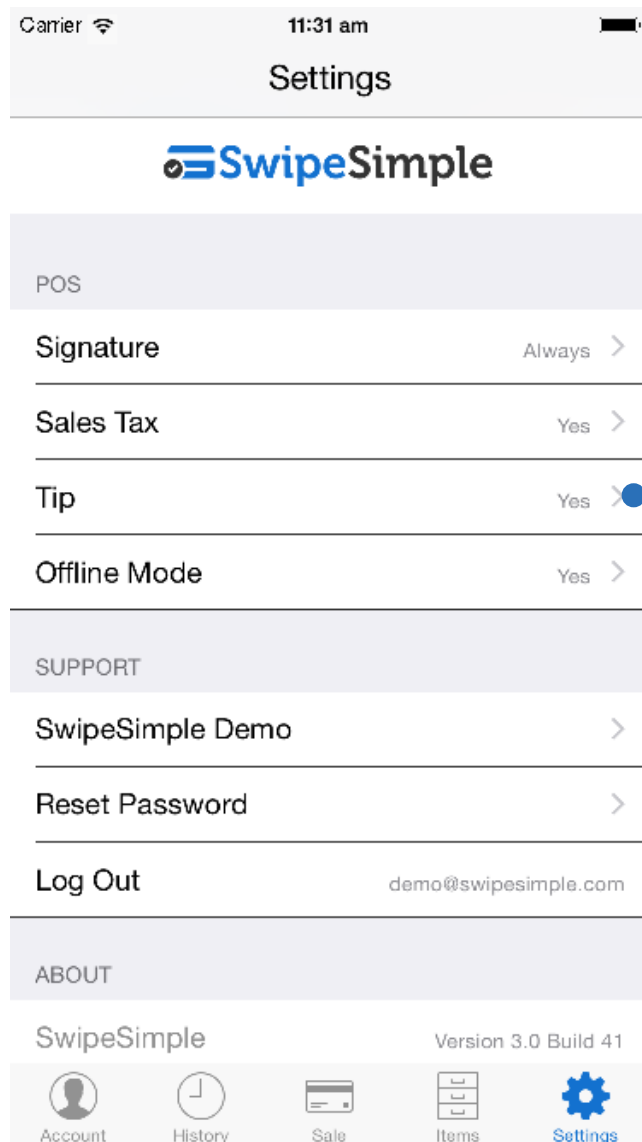 Carrier 11:31 am
Settings
SwipeSimple
POS
Signature Always
Sales Tax Yes
Tip Yes
Offline Mode Yes
SUPPORT
SwipeSimple Demo
Reset Password
Log Out demo@swipesimple.com
ABOUT
SwipeSimple Version 3.0 Build 41
Account History Sale Items Settings